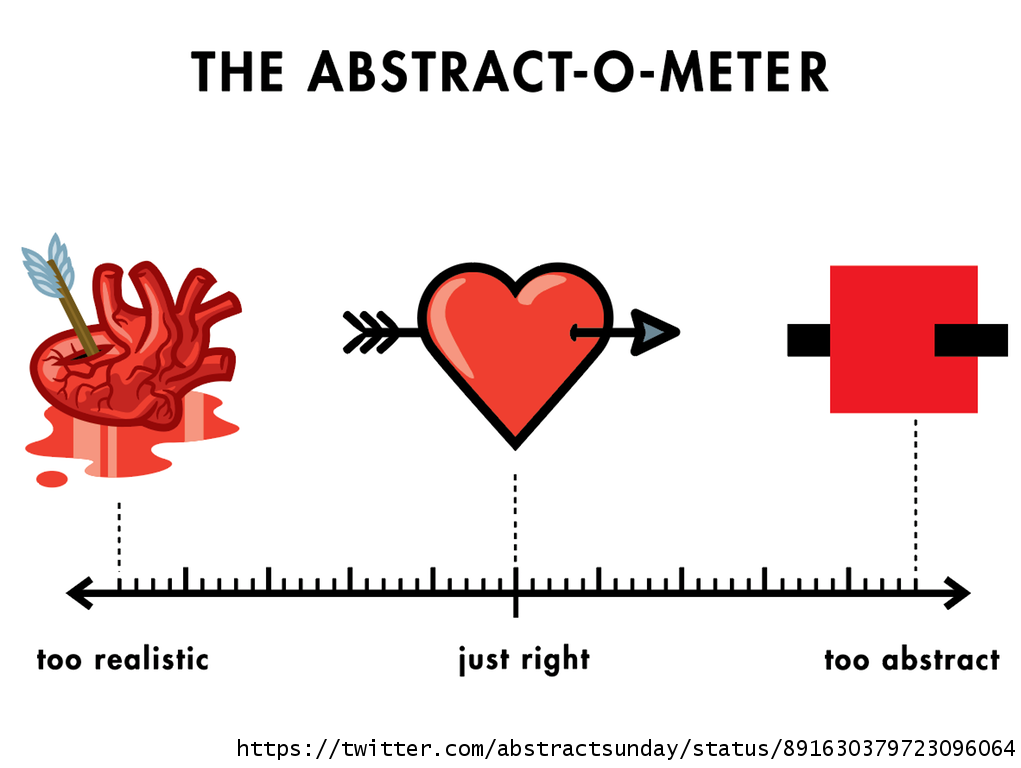 THE ABSTRACT-O-METER
too realistic
just right
too abstract
https://twitter.com/abstractsunday/status/891630379723096064